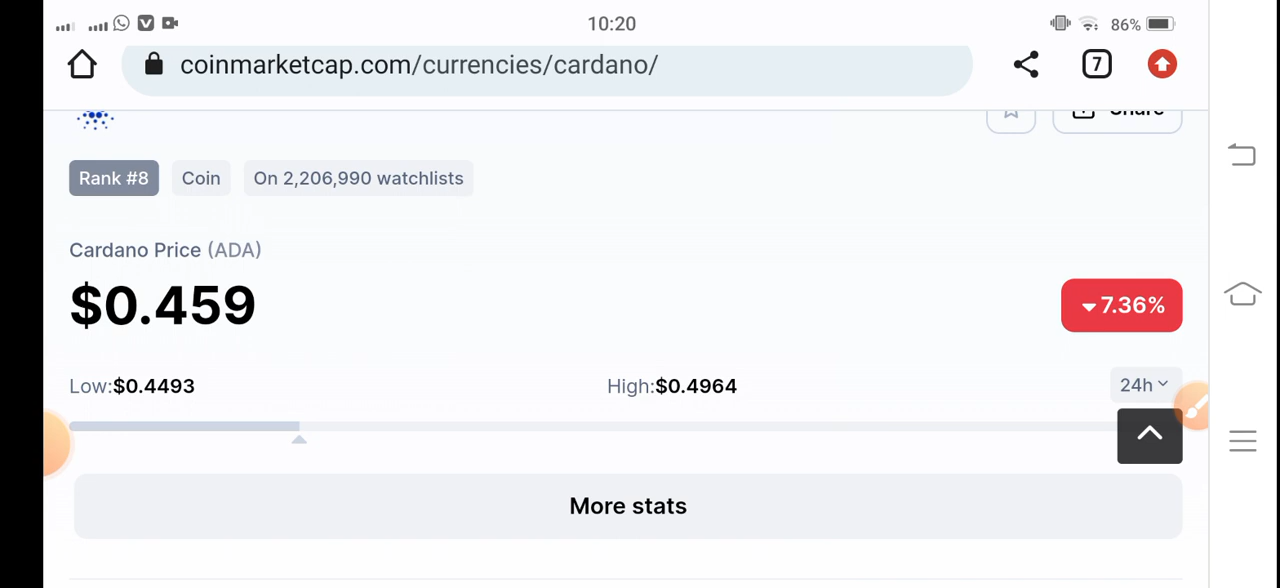 10:20
86%
coinmarketcap.com/currencies/cardano/
7
Share
Rank #8 Coin On 2,206,990 watchlists
Cardano Price (ADA)
$0.459
7.36%
Low:$0.4493 High:$0.4964 24h
More stats